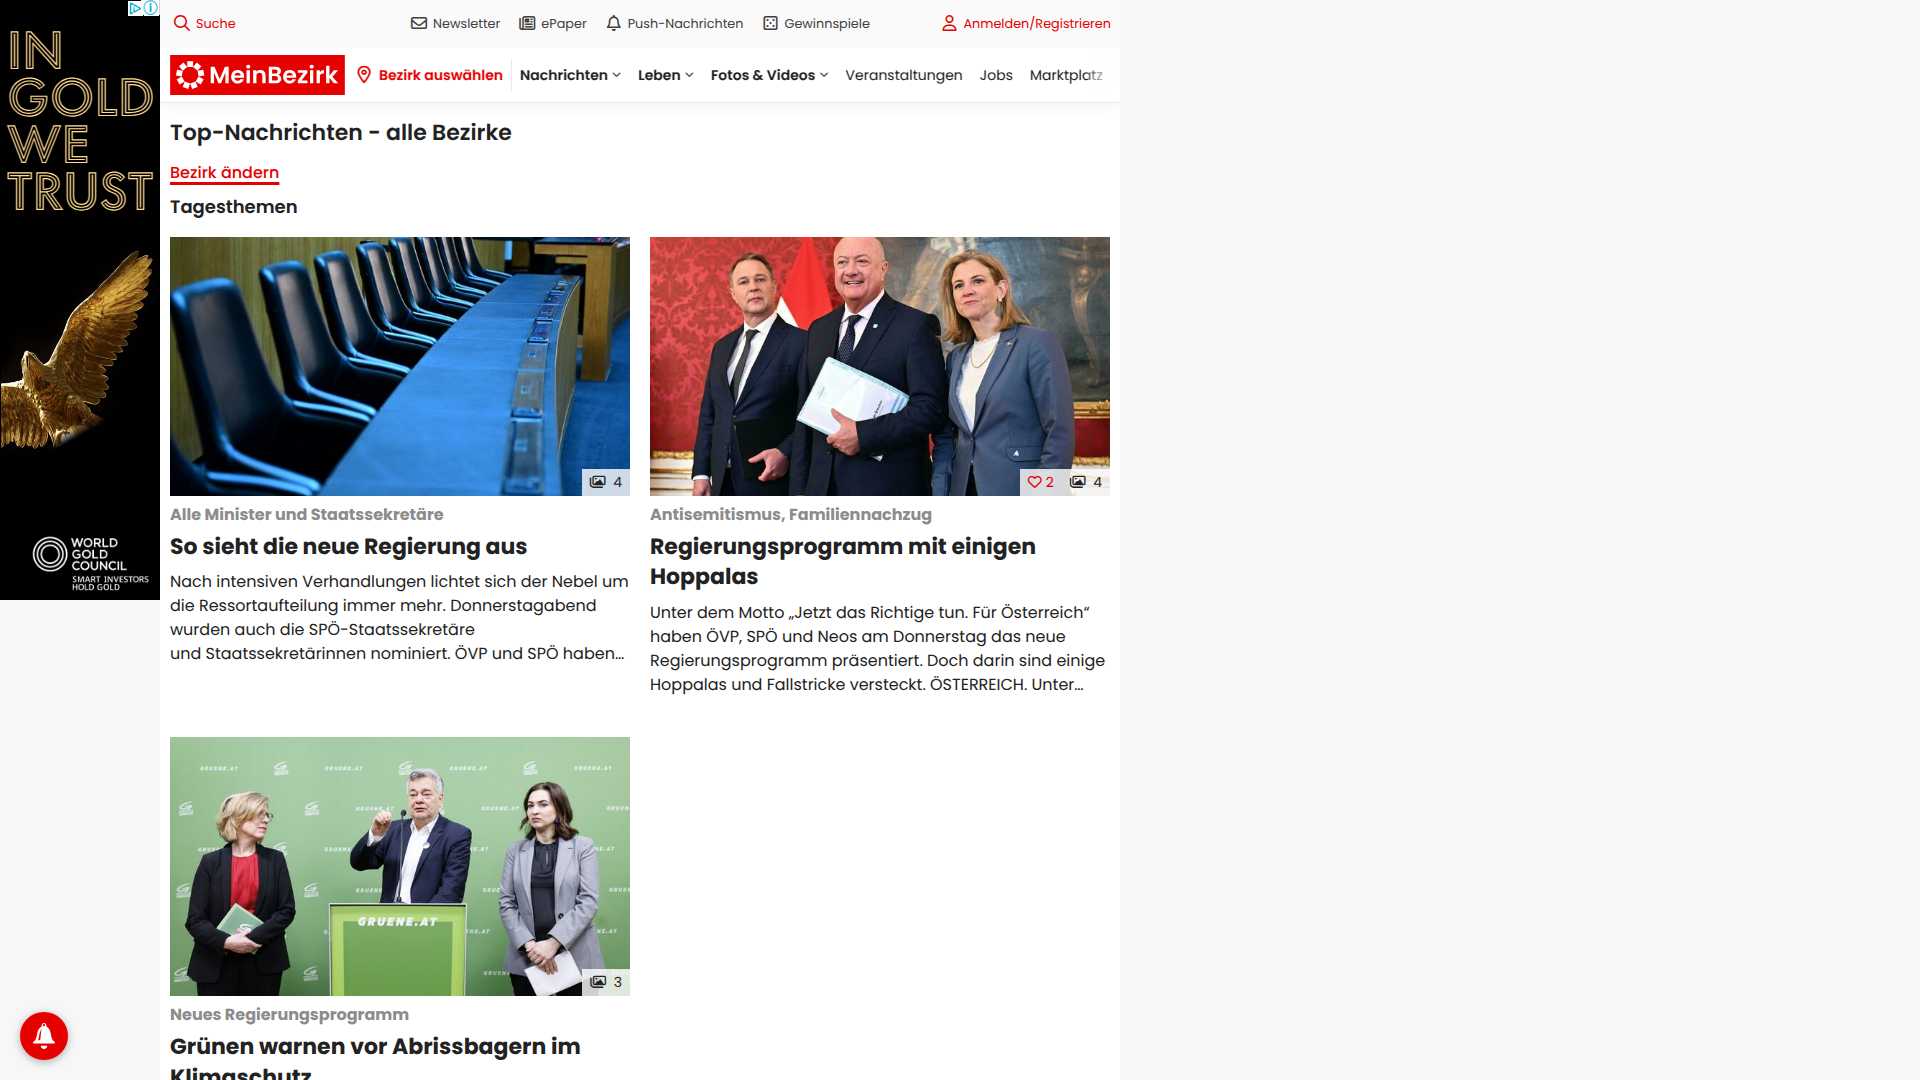 IN
GOLD
WE
TRUST
WORLD
GOLD
COUNCIL
SMART INVESTORS
HOLD GOLD
Suche
Newsletter
ePaper
Push-Nachrichten
Gewinnspiele
Anmelden/Registrieren
MeinBezirk
Bezirk auswählen
Nachrichten
Leben
Fotos & Videos
Veranstaltungen
Jobs
Marktplatz
Top-Nachrichten - alle Bezirke
Bezirk ändern
Tagesthemen
4
Alle Minister und Staatssekretäre
So sieht die neue Regierung aus
Nach intensiven Verhandlungen lichtet sich der Nebel um
die Ressortaufteilung immer mehr. Donnerstagabend
wurden auch die SPÖ-Staatssekretäre
und Staatssekretärinnen nominiert. ÖVP und SPÖ haben...
2
4
Antisemitismus, Familiennachzug
Regierungsprogramm mit einigen
Hoppalas
Unter dem Motto „Jetzt das Richtige tun. Für Österreich“
haben ÖVP, SPÖ und Neos am Donnerstag das neue
Regierungsprogramm präsentiert. Doch darin sind einige
Hoppalas und Fallstricke versteckt. ÖSTERREICH. Unter...
GRUENE.AT
3
Neues Regierungsprogramm
Grünen warnen vor Abrissbagern im
Klimaschutz